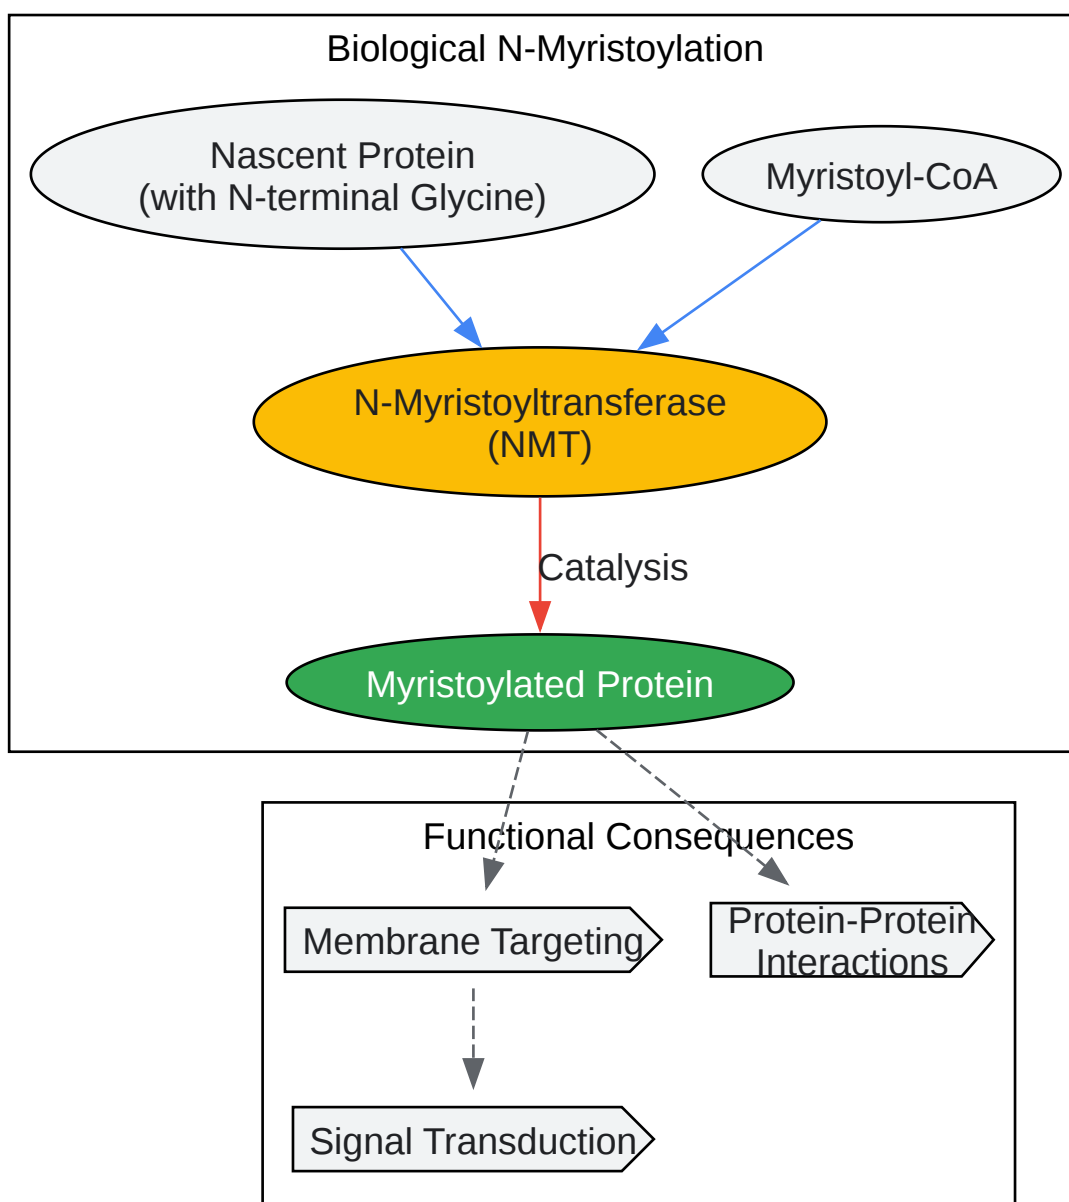 Biological N-Myristoylation
Nascent Protein
(with N-terminal Glycine)
Myristoyl-CoA
N-Myristoyltransferase
(NMT)
Catalysis
Myristoylated Protein
Functional Consequences
Membrane Targeting
Protein-Protein
Interactions
Signal Transduction